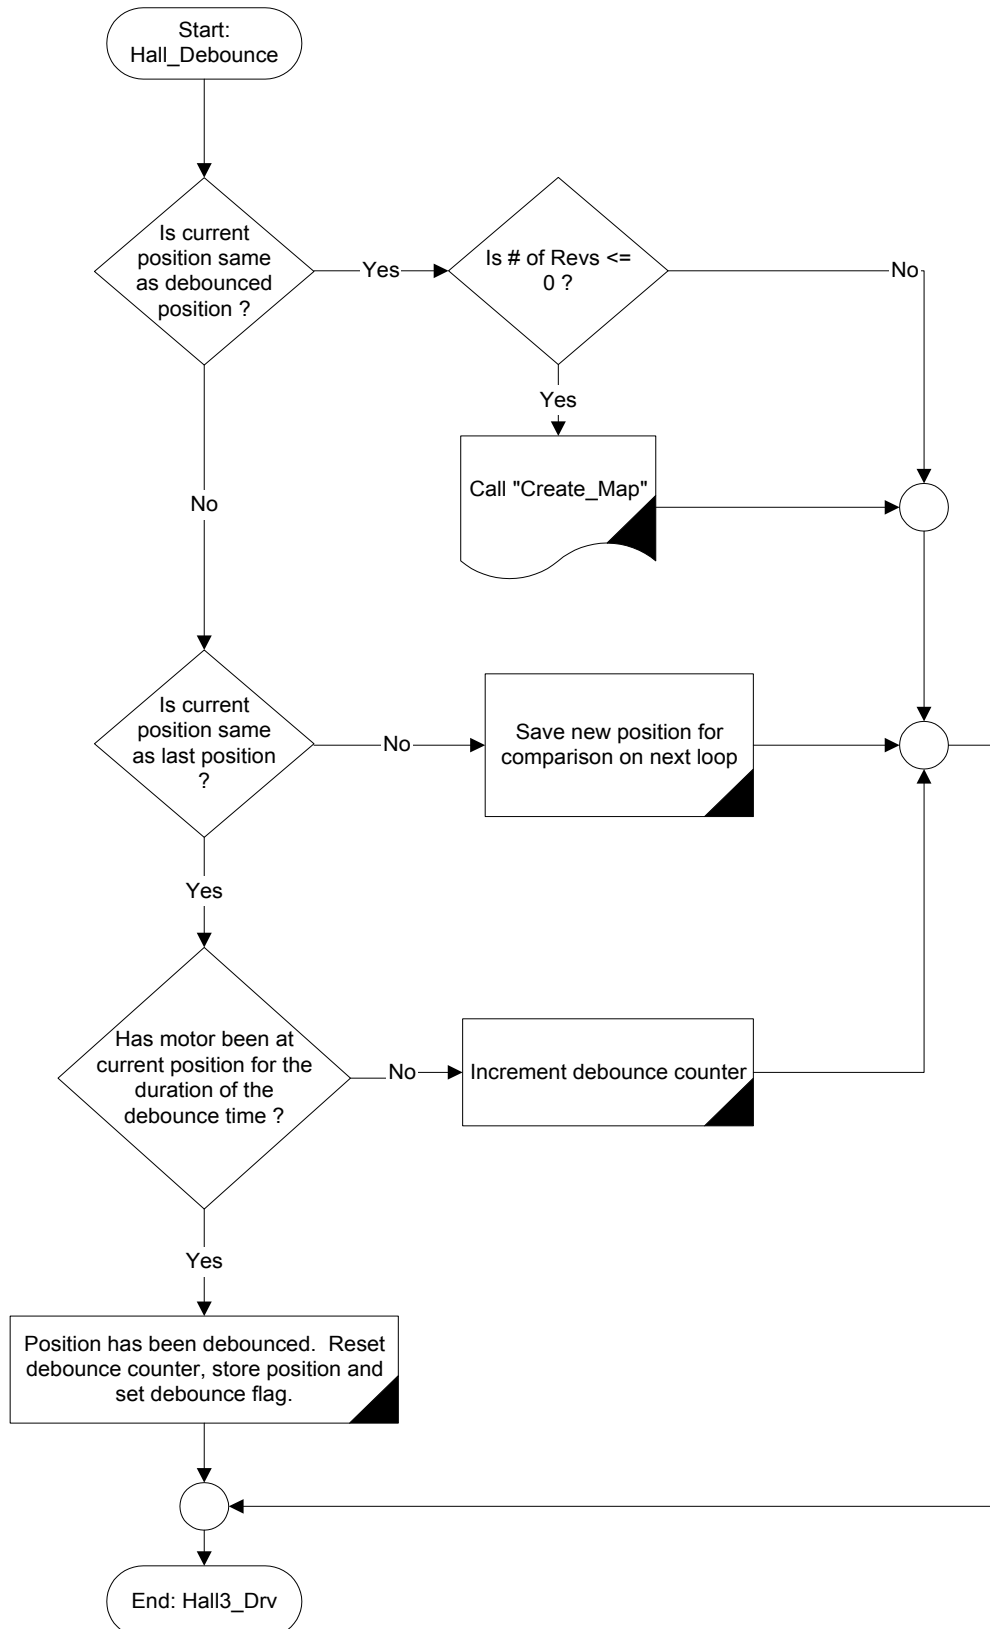 Start:
Hall_Debounce
Is current
position same
as debounced
position ?
Yes
Is # of Revs <=
0 ?
No
Yes
Call "Create_Map"
No
Is current
position same
as last position
?
No
Save new position for
comparison on next loop
Yes
Has motor been at
current position for the
duration of the
debounce time ?
No
Increment debounce counter
Yes
Position has been debounced.  Reset
debounce counter, store position and
set debounce flag.
End: Hall3_Drv